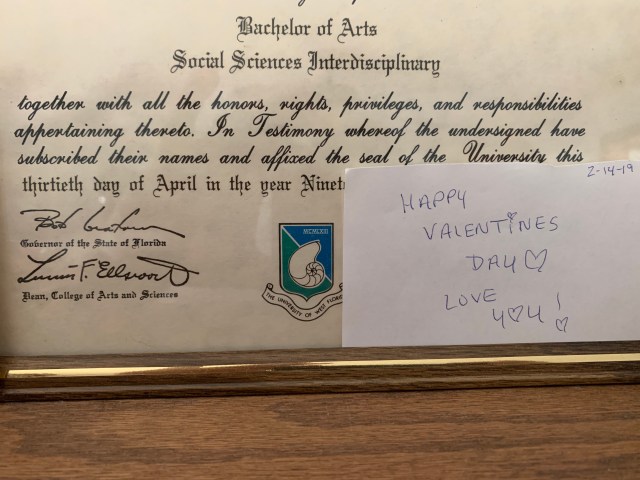 Bachelor of Arts
Social Sciences Interdisciplinary
together with all the honors, rights, privileges, and responsibilities
appertaining thereto. In Testimony whereof the undersigned have
subscribed their names and affixed the seal of the University this
thirtieth day of April in the year
Governor of the State of Florida
Dean, College of Arts and Sciences
MCMLXIII
THE UNIVERSITY OF WEST FLORIDA
2-14-19
HAPPY
VALENTINES
DAY
LOVE
YOU!